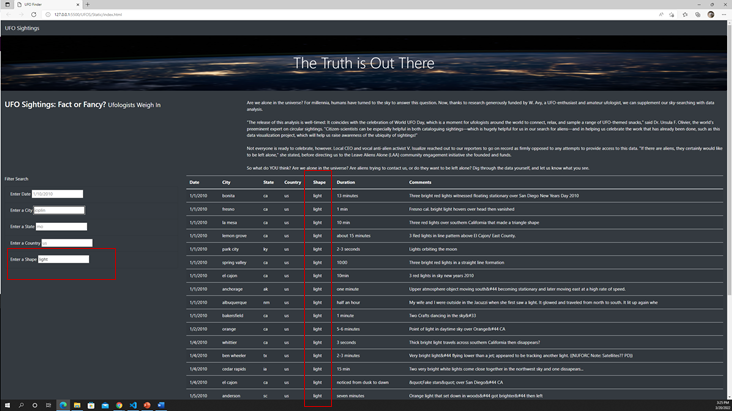 UFO Finder
127.0.0.1:5500/UFOS/Static/index.html
UFO Sightings
The Truth is Out There
UFO Sightings: Fact or Fancy? Ufologists Weigh In
Are we alone in the universe? For millennia, humans have turned to the sky to answer this question. Now, thanks to research generously funded by W. Avy, a UFO-enthusiast and amateur ufologist, we can supplement our sky-searching with data
analysis.
"The release of this analysis is well-timed: It coincides with the celebration of World UFO Day, which is a moment for ufologists around the world to connect, relax, and sample a range of UFO-themed snacks," said Dr. Ursula F. Olivier, the world's
preeminent expert on circular sightings. "Citizen-scientists can be especially helpful in both cataloguing sightings—which is hugely helpful for us in our search for aliens—and in helping us celebrate the work that has already been done, such as this
data visualization project, which will help us raise awareness of the ubiquity of sightings!"
Not everyone is ready to celebrate, however. Local CEO and vocal anti-alien activist V. Isualize reached out to our reporters to go on record as firmly opposed to any attempts to provide access to this data. "If there are aliens, they certainly would like
to be left alone," she stated, before directing us to the Leave Aliens Alone (LAA) community engagement initiative she founded and funds.
So what do YOU think? Are we alone in the universe? Are aliens trying to contact us, or do they want to be left alone? Dig through the data yourself, and let us know what you see.
Filter Search
Enter Date 1/10/2010
Enter a City
Enter a State
Enter a Country us
Enter a Shape light
Date City State Country Shape Duration Comments
1/1/2010 bonita ca us light 13 minutes Three bright red lights witnessed floating stationary over San Diego New Years Day 2010
1/1/2010 fresno ca us light 1 min Fresno cal. bright light hovers over head then vanished
1/1/2010 la mesa ca us light 10 min Three red lights over southern California that made a triangle shape
1/1/2010 lemon grove ca us light about 15 minutes 3 Red lights in line pattern above El Cajon/ East County.
1/1/2010 park city ky us light 2-3 seconds Lights orbiting the moon
1/1/2010 spring valley ca us light 10:00 Three bright red lights in a straight line formation
1/1/2010 el cajon ca us light 10min 3 red lights in sky new years 2010
1/1/2010 anchorage ak us light one minute Upper atmosphere object moving south&#44 becoming stationary and later moving east at a high rate of speed.
1/1/2010 albuquerque nm us light half an hour My wife and I were outside in the Jacuzzi when she first saw a light. It glowed and traveled from north to south. It lit up again whe
1/1/2010 bakersfield ca us light 1 minute Two Crafts dancing in the sky&#33
1/2/2010 orange ca us light 5-6 minutes Point of light in daytime sky over Orange&#44 CA
1/4/2010 whittier ca us light 3 seconds Thick bright light travels across southern California then disappears?
1/4/2010 ben wheeler tx us light 2-3 minutes Very bright light&#44 flying lower than a jet; appeared to be tracking another light. ((NUFORC Note: Satellites?? PD))
1/4/2010 cedar rapids ia us light 15 min Two very bright white lights come close together in the northwest sky and one dissapears...
1/4/2010 el cajon ca us light noticed from dusk to dawn &quot;Fake stars&quot; over San Diego&#44 CA
1/5/2010 anderson sc us light seven minutes Orange light that set down in woods&#44 got brighter&#44 then left
5:25 PM